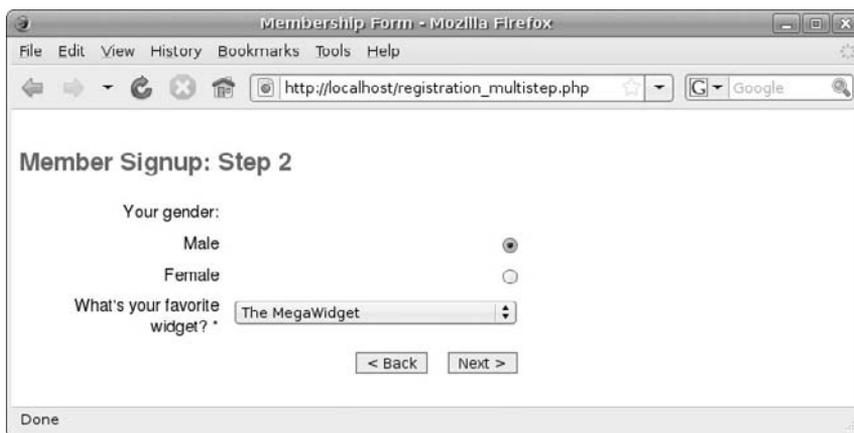 Membership Form - Mozilla Firefox
File Edit View History Bookmarks Tools Help
http://localhost/registration_multistep.php
G Google
Member Signup: Step 2
Your gender:
Male
Female
What's your favorite
widget? *
The MegaWidget
< Back Next >
Done